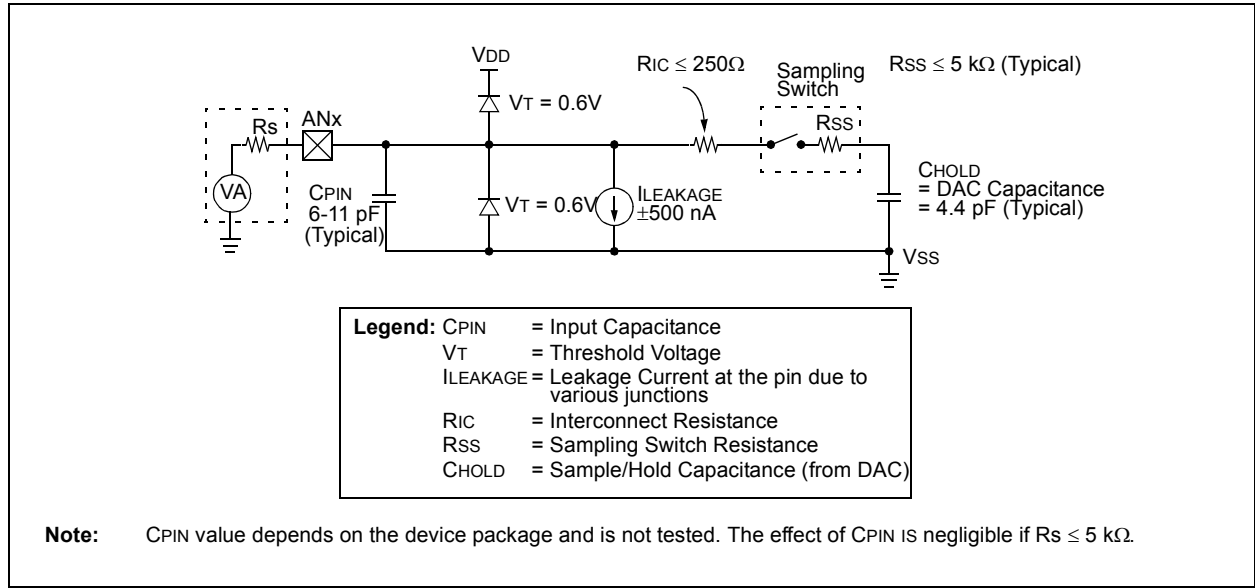 VDD
RIC ≤ 250Ω
Sampling
Switch
RSS ≤ 5 kΩ (Typical)
VT = 0.6V
Rs
ANx
RSS
VA
CPIN
6-11 pF
(Typical)
VT = 0.6V
ILEAKAGE
±500 nA
CHOLD
= DAC Capacitance
= 4.4 pF (Typical)
VSS
Legend: CPIN = Input Capacitance
VT = Threshold Voltage
ILEAKAGE = Leakage Current at the pin due to
various junctions
RIC = Interconnect Resistance
RSS = Sampling Switch Resistance
CHOLD = Sample/Hold Capacitance (from DAC)
Note: CPIN value depends on the device package and is not tested. The effect of CPIN IS negligible if Rs ≤ 5 kΩ.